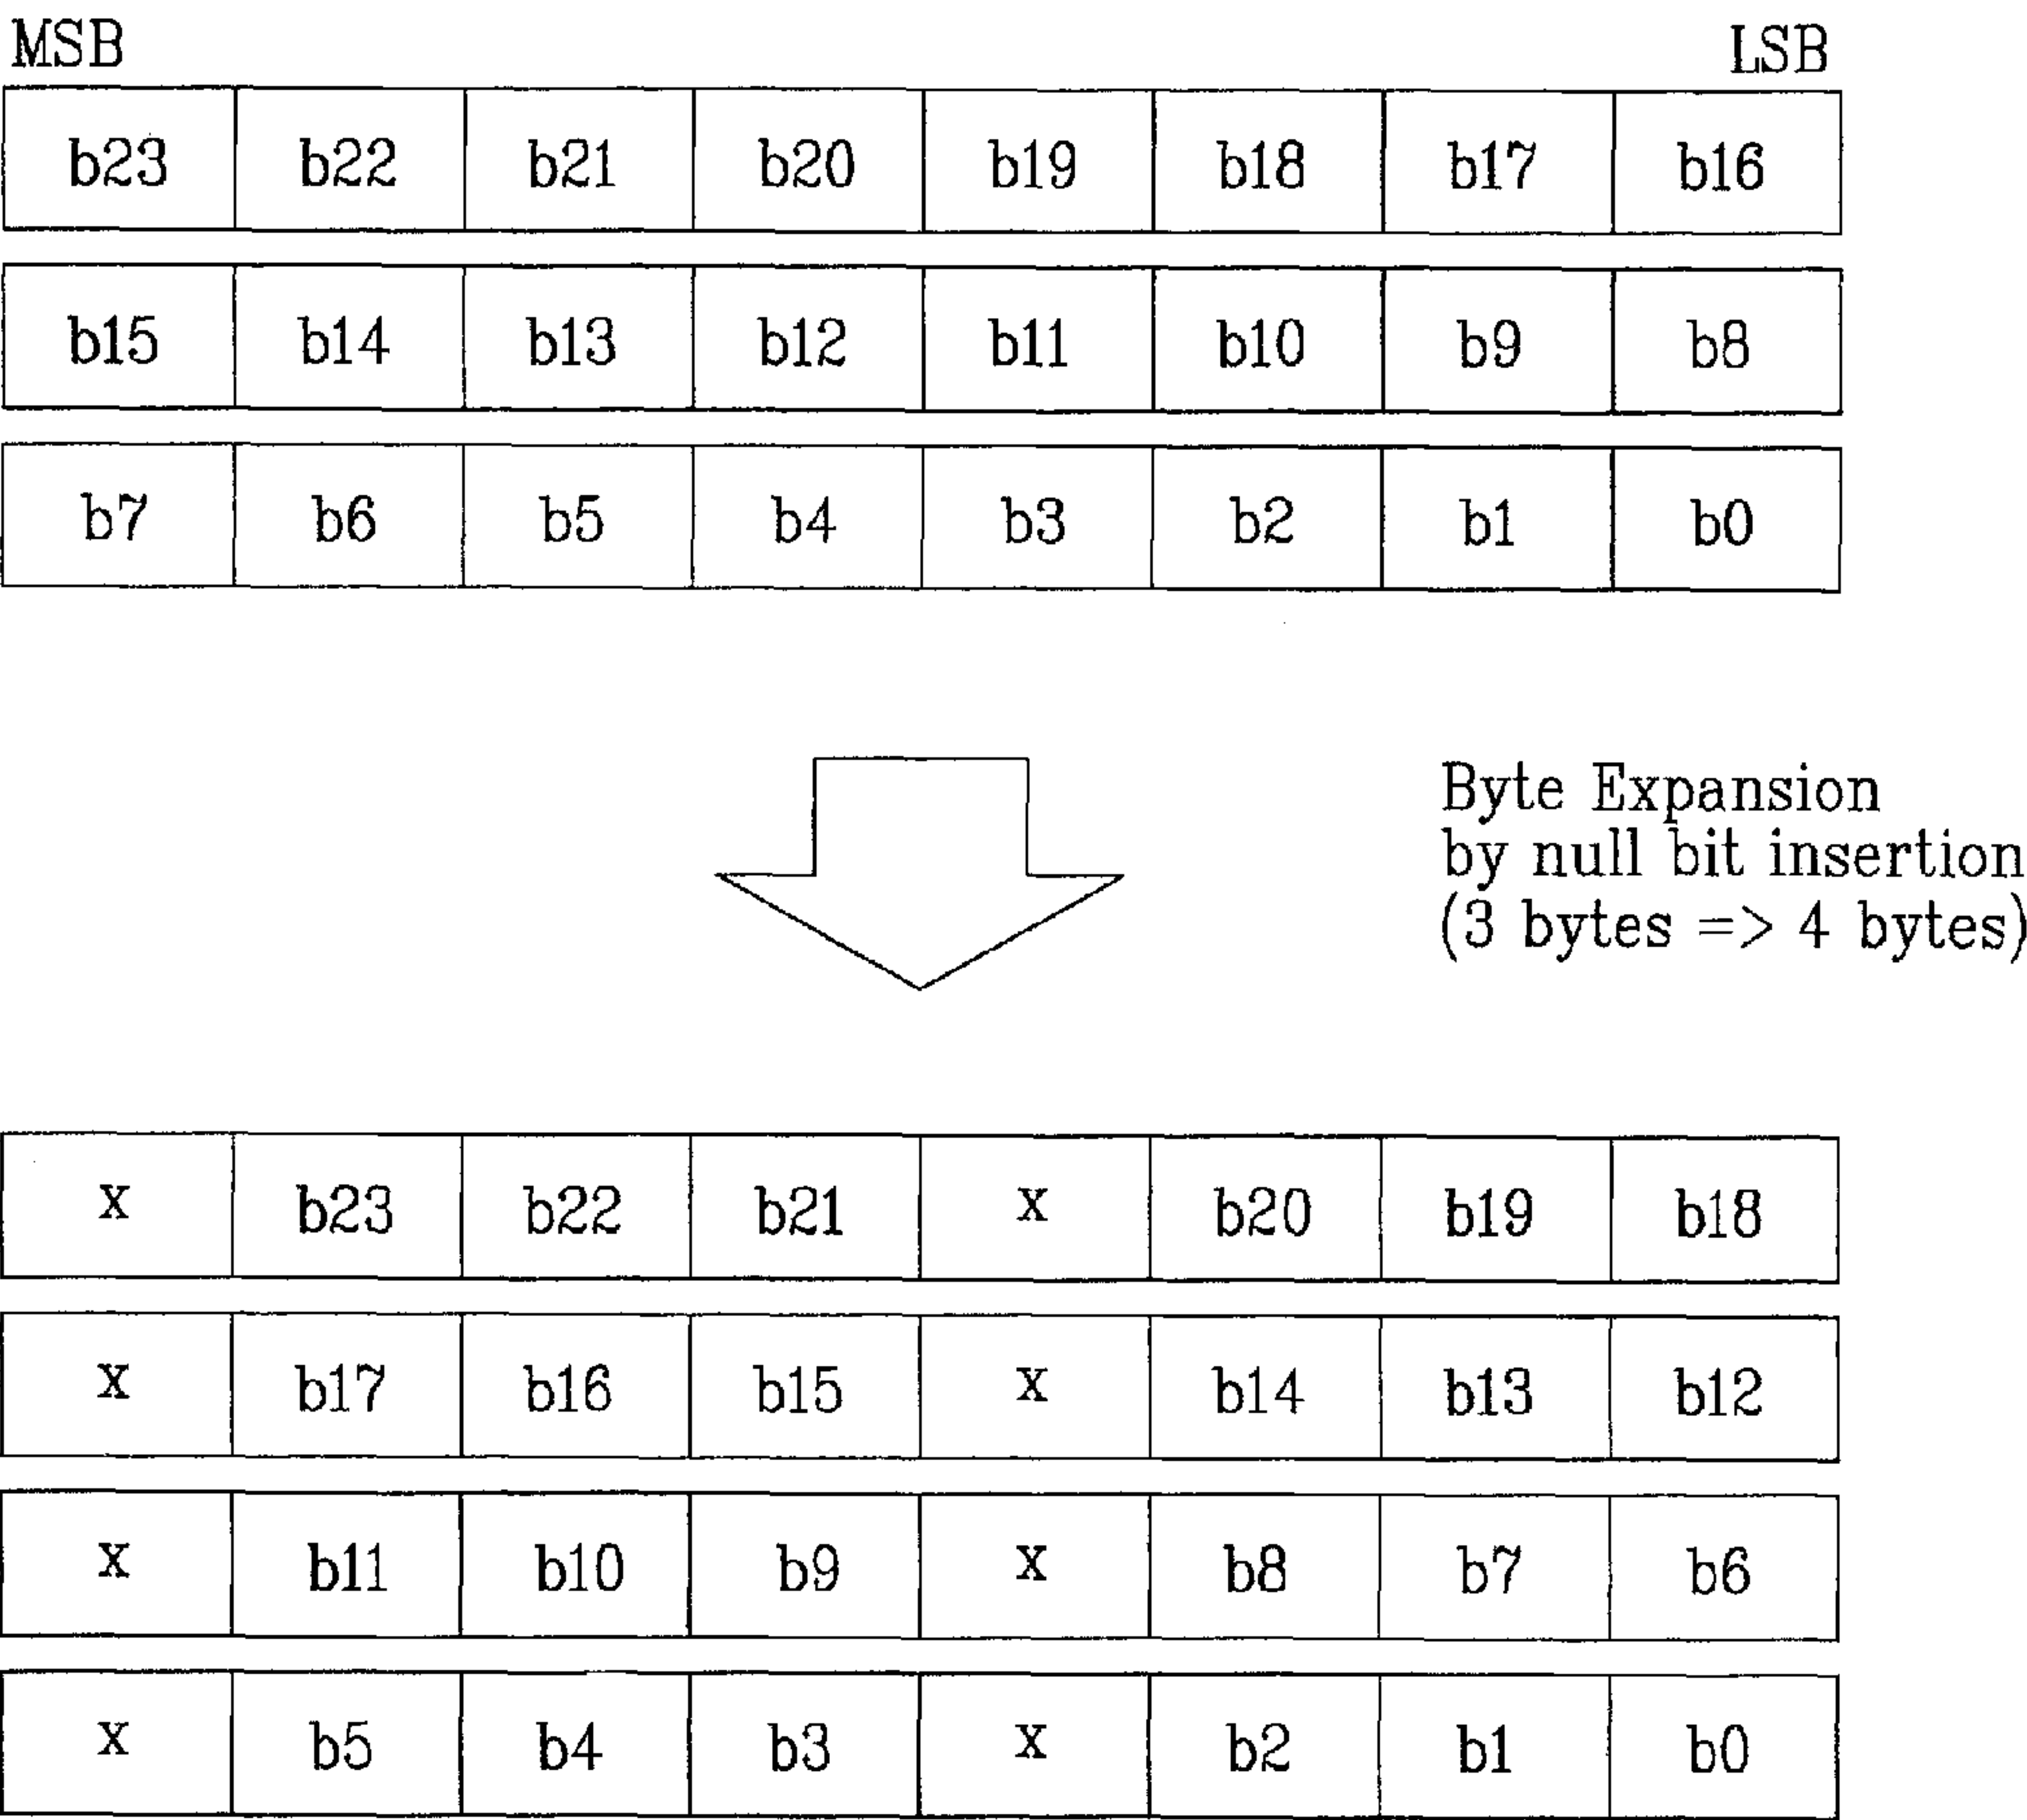 MSB LSB
b23 b22 b21 b20 b19 b18 b17 b16
b15 b14 b13 b12 b11 b10 b9 b8
b7 b6 b5 b4 b3 b2 b1 b0
Byte Expansion
by null bit insertion
(3 bytes => 4 bytes)
x b23 b22 b21 x b20 b19 b18
x b17 b16 b15 x b14 b13 b12
x b11 b10 b9 x b8 b7 b6
x b5 b4 b3 x b2 b1 b0